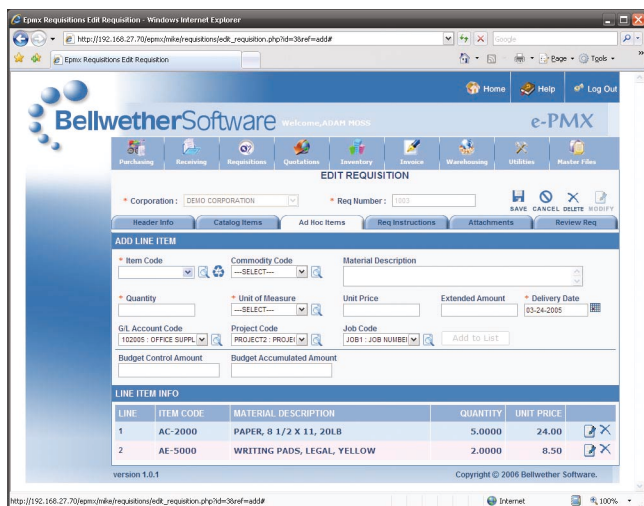 Epmx Requisitions Edit Requisition - Windows Internet Explorer
http://192.168.27.70/epmx/mike/requisitions/edit_requisition.php?id=3&ref=add#
Google
Epmx Requisitions Edit Requisition
Page
Tools
Home
Help
Log Out
BellwetherSoftware
Welcome, ADAM MOSS
e-PMX
Purchasing
Receiving
Requisitions
Quotations
Inventory
Invoice
Warehousing
Utilities
Master Files
EDIT REQUISITION
* Corporation : DEMO CORPORATION
* Req Number : 1003
SAVE CANCEL DELETE MODIFY
Header Info
Catalog Items
Ad Hoc Items
Req Instructions
Attachments
Review Req
ADD LINE ITEM
* Item Code
Commodity Code
Material Description
---SELECT---
* Quantity
* Unit of Measure
Unit Price
Extended Amount
* Delivery Date
---SELECT---
03-24-2005
G/L Account Code
Project Code
Job Code
102005 : OFFICE SUPPL
PROJECT2 : PROJE
JOB1 : JOB NUMBE
Add to List
Budget Control Amount
Budget Accumulated Amount
LINE ITEM INFO
LINE ITEM CODE MATERIAL DESCRIPTION QUANTITY UNIT PRICE
1 AC-2000 PAPER, 8 1/2 X 11, 20LB 5.0000 24.00
2 AE-5000 WRITING PADS, LEGAL, YELLOW 2.0000 8.50
version 1.0.1
Copyright © 2006 Bellwether Software.
http://192.168.27.70/epmx/mike/requisitions/edit_requisition.php?id=3&ref=add#
Internet
100%